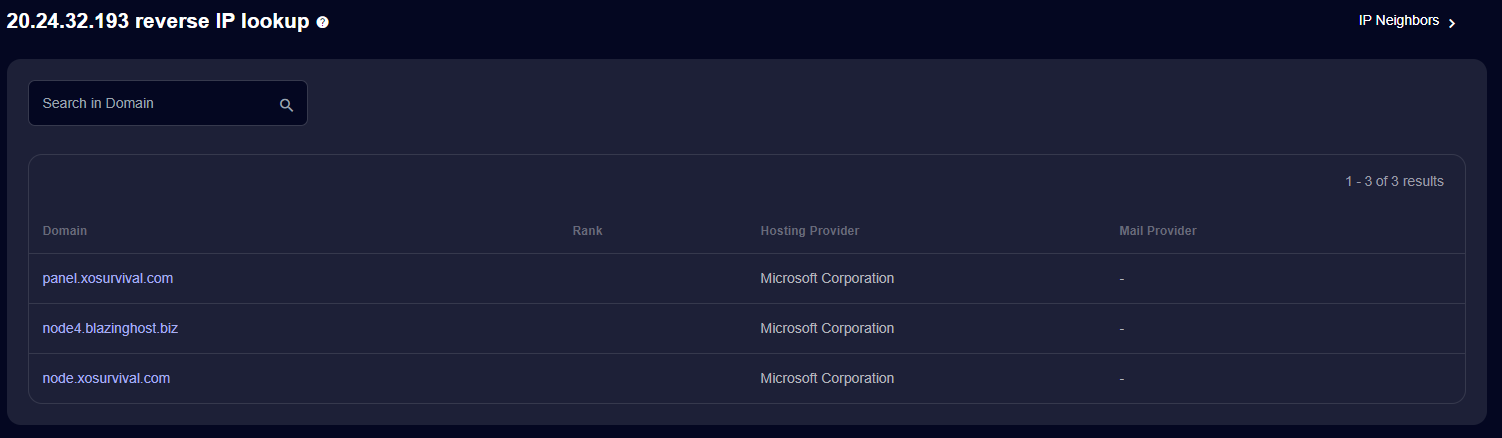 20.24.32.193 reverse IP lookup ?
IP Neighbors
Search in Domain
1 - 3 of 3 results
Domain Rank Hosting Provider Mail Provider
panel.xosurvival.com Microsoft Corporation -
node4.blazinghost.biz Microsoft Corporation -
node.xosurvival.com Microsoft Corporation -